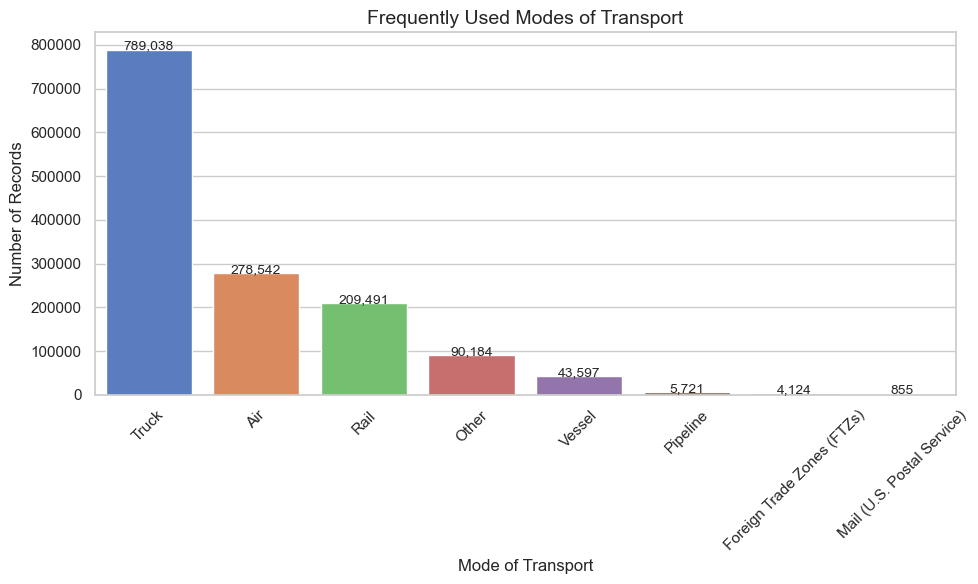 Frequently Used Modes of Transport
Number of Records
800000
700000
600000
500000
400000
300000
200000
100000
0
789,038
278,542
209,491
90,184
43,597
5,721
4,124
855
Truck
Air
Rail
Other
Vessel
Pipeline
Foreign Trade Zones (FTZs)
Mail (U.S. Postal Service)
Mode of Transport